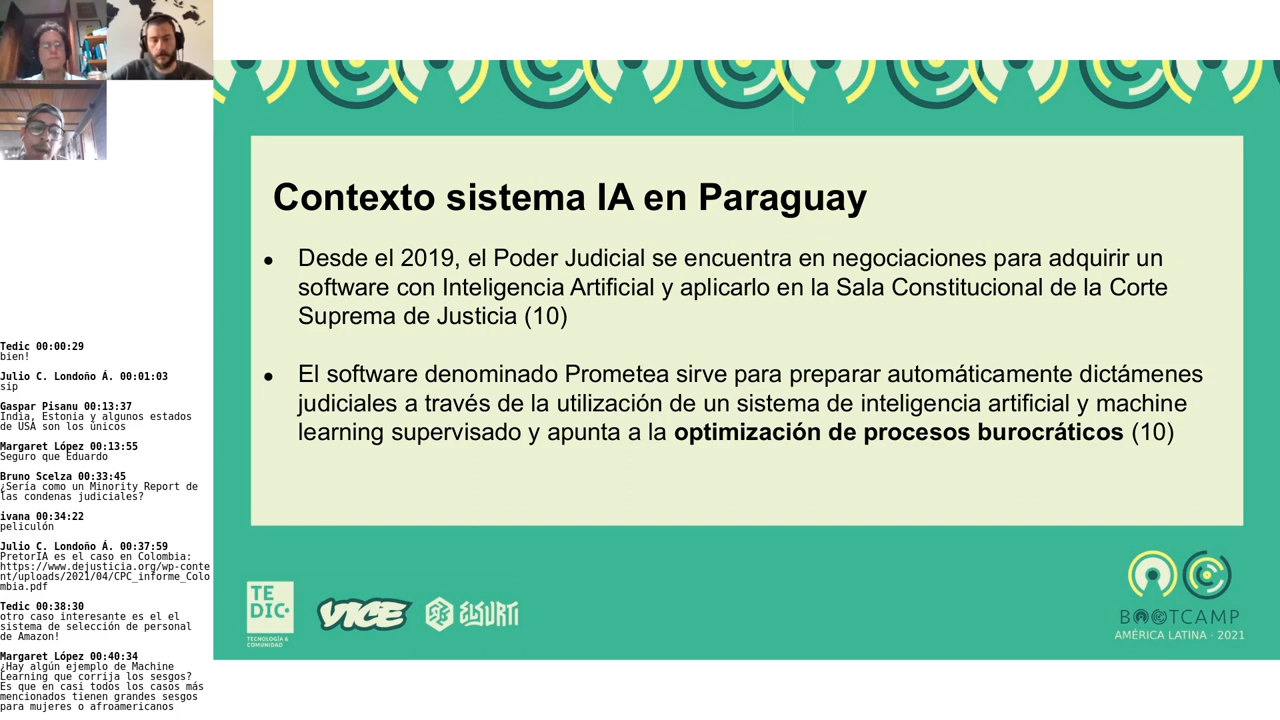 Contexto sistema IA en Paraguay
● Desde el 2019, el Poder Judicial se encuentra en negociaciones para adquirir un
software con Inteligencia Artificial y aplicarlo en la Sala Constitucional de la Corte
Suprema de Justicia (10)
● El software denominado Prometea sirve para preparar automáticamente dictámenes
judiciales a través de la utilización de un sistema de inteligencia artificial y machine
learning supervisado y apunta a la optimización de procesos burocráticos (10)
TE
DIC
TECNOLOGÍA &
COMUNIDAD
VICE
ELSURTI
BOOTCAMP
AMÉRICA LATINA · 2021
Tedic 00:00:29
bien!
Julio C. Londoño Á. 00:01:03
sip
Gaspar Pisanu 00:13:37
India, Estonia y algunos estados
de USA son los únicos
Margaret López 00:13:55
Seguro que Eduardo
Bruno Scelza 00:33:45
¿Sería como un Minority Report de
las condenas judiciales?
ivana 00:34:22
peliculón
Julio C. Londoño Á. 00:37:59
PretorIA es el caso en Colombia:
https://www.dejusticia.org/wp-conte
nt/uploads/2021/04/CPC_informe_Colo
mbia.pdf
Tedic 00:38:30
otro caso interesante es el el
sistema de selección de personal
de Amazon!
Margaret López 00:40:34
¿Hay algún ejemplo de Machine
Learning que corrija los sesgos?
Es que en casi todos los casos más
mencionados tienen grandes sesgos
para mujeres o afroamericanos